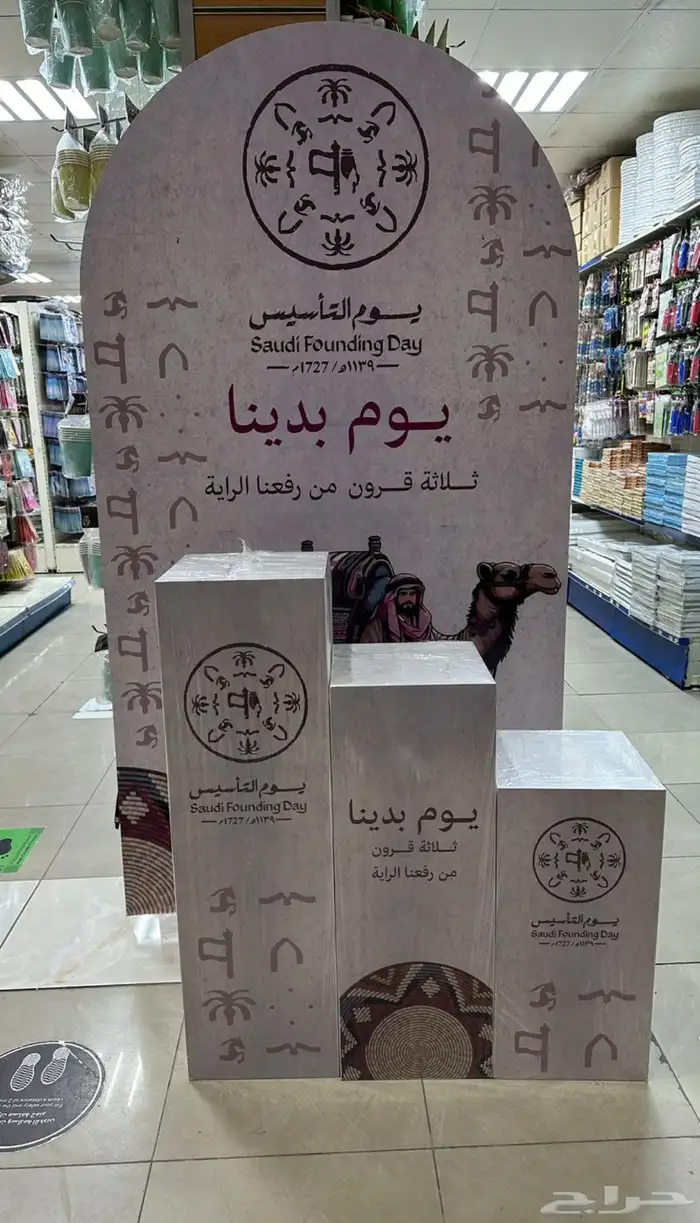 يوم التأسيس
Saudi Founding Day
١١٣٩هـ/ 1727م
يوم بدينا
ثلاثة قرون من رفعنا الراية
يوم التأسيس
Saudi Founding Day
١١٣٩هـ/ 1727م
يوم بدينا
ثلاثة قرون
من رفعنا الراية
يوم التأسيس
Saudi Founding Day
١١٣٩هـ/ 1727م
حراج